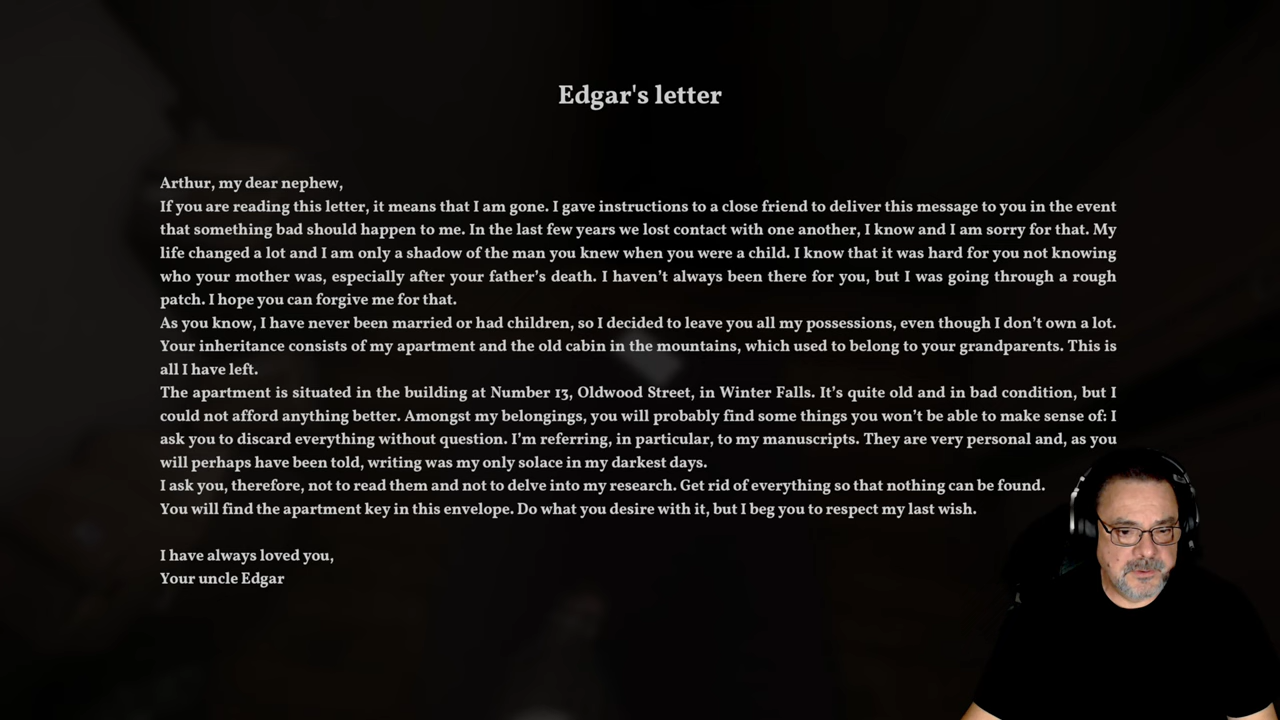 Edgar's letter
Arthur, my dear nephew,
If you are reading this letter, it means that I am gone. I gave instructions to a close friend to deliver this message to you in the event
that something bad should happen to me. In the last few years we lost contact with one another, I know and I am sorry for that. My
life changed a lot and I am only a shadow of the man you knew when you were a child. I know that it was hard for you not knowing
who your mother was, especially after your father’s death. I haven’t always been there for you, but I was going through a rough
patch. I hope you can forgive me for that.
As you know, I have never been married or had children, so I decided to leave you all my possessions, even though I don’t own a lot.
Your inheritance consists of my apartment and the old cabin in the mountains, which used to belong to your grandparents. This is
all I have left.
The apartment is situated in the building at Number 13, Oldwood Street, in Winter Falls. It’s quite old and in bad condition, but I
could not afford anything better. Amongst my belongings, you will probably find some things you won’t be able to make sense of: I
ask you to discard everything without question. I’m referring, in particular, to my manuscripts. They are very personal and, as you
will perhaps have been told, writing was my only solace in my darkest days.
I ask you, therefore, not to read them and not to delve into my research. Get rid of everything so that nothing can be found.
You will find the apartment key in this envelope. Do what you desire with it, but I beg you to respect my last wish.
I have always loved you,
Your uncle Edgar